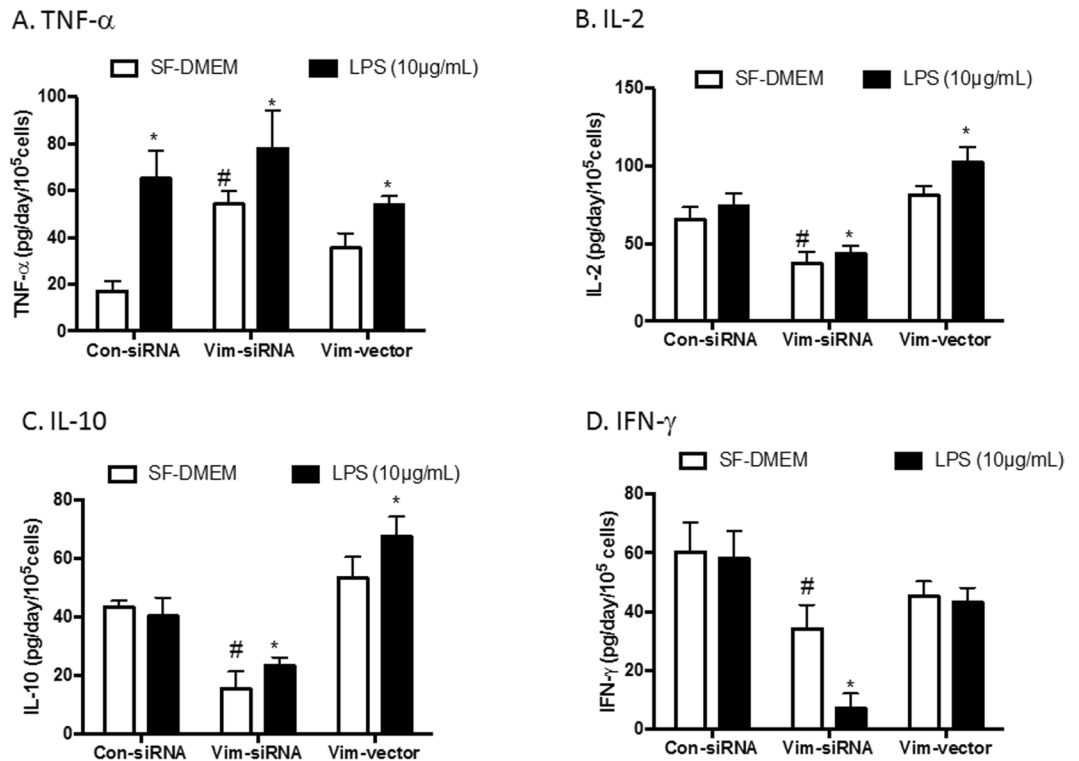 A. TNF-α
SF-DMEM LPS (10µg/mL)
TNF-α (pg/day/10⁵cells)
100
80
60
40
20
0
* # * *
Con-siRNA Vim-siRNA Vim-vector
B. IL-2
SF-DMEM LPS (10µg/mL)
IL-2 (pg/day/10⁵cells)
150
100
50
0
# * *
Con-siRNA Vim-siRNA Vim-vector
C. IL-10
SF-DMEM LPS (10µg/mL)
IL-10 (pg/day/10⁵cells)
80
60
40
20
0
# * *
Con-siRNA Vim-siRNA Vim-vector
D. IFN-γ
SF-DMEM LPS (10µg/mL)
IFN-γ (pg/day/10⁵ cells)
80
60
40
20
0
# *
Con-siRNA Vim-siRNA Vim-vector